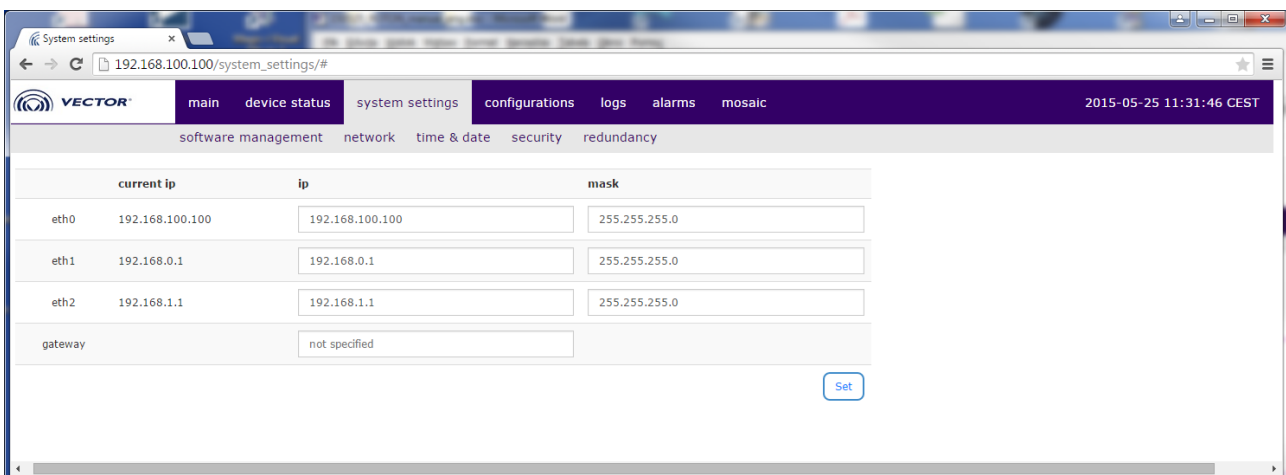 System settings
192.168.100.100/system_settings/#
VECTOR main device status system settings configurations logs alarms mosaic 2015-05-25 11:31:46 CEST
software management network time & date security redundancy
current ip ip mask
eth0 192.168.100.100 192.168.100.100 255.255.255.0
eth1 192.168.0.1 192.168.0.1 255.255.255.0
eth2 192.168.1.1 192.168.1.1 255.255.255.0
gateway not specified
Set